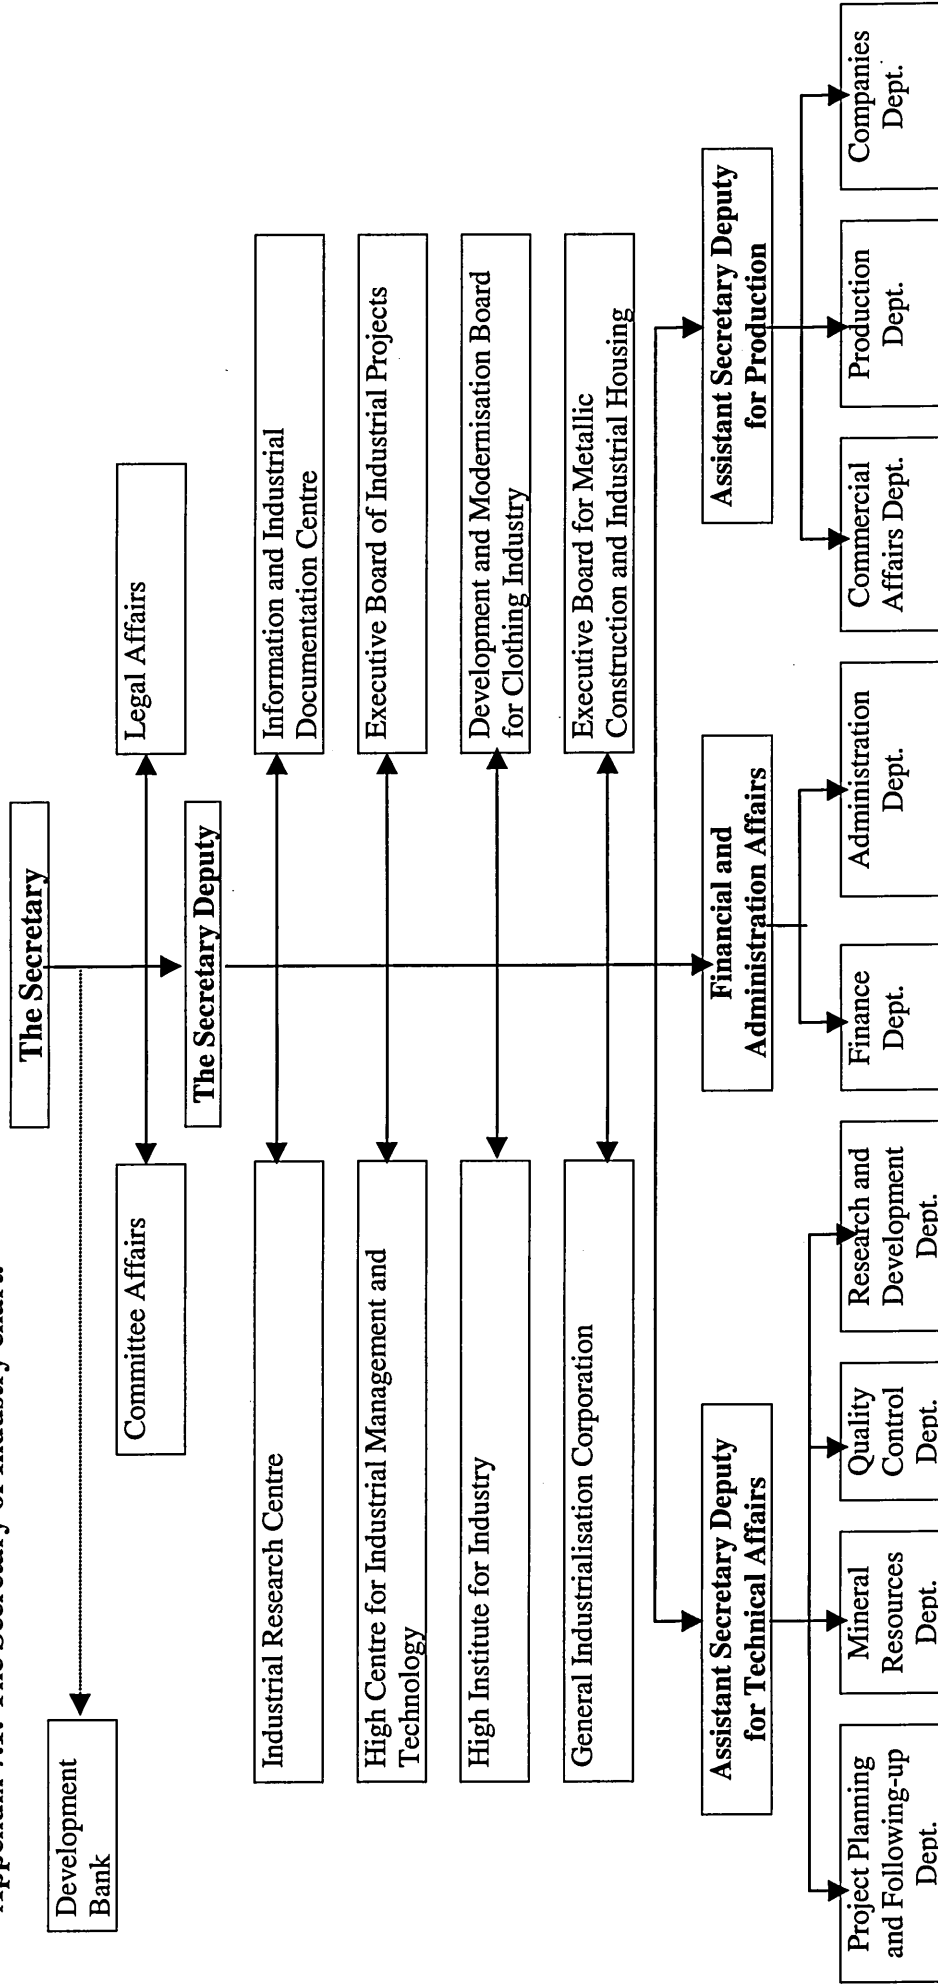 Appendix The Secretary of Industry chart.
The Secretary
Development
Bank
Committee Affairs
Legal Affairs
The Secretary Deputy
Industrial Research Centre
Information and Industrial
Documentation Centre
High Centre for Industrial Management and
Technology
Executive Board of Industrial Projects
High Institute for Industry
Development and Modernisation Board
for Clothing Industry
General Industrialisation Corporation
Executive Board for Metallic
Construction and Industrial Housing
Assistant Secretary Deputy
for Technical Affairs
Financial and
Administration Affairs
Assistant Secretary Deputy
for Production
Project Planning
and Following-up
Dept.
Mineral
Resources
Dept.
Quality
Control
Dept.
Research and
Development
Dept.
Finance
Dept.
Administration
Dept.
Commercial
Affairs Dept.
Production
Dept.
Companies
Dept.